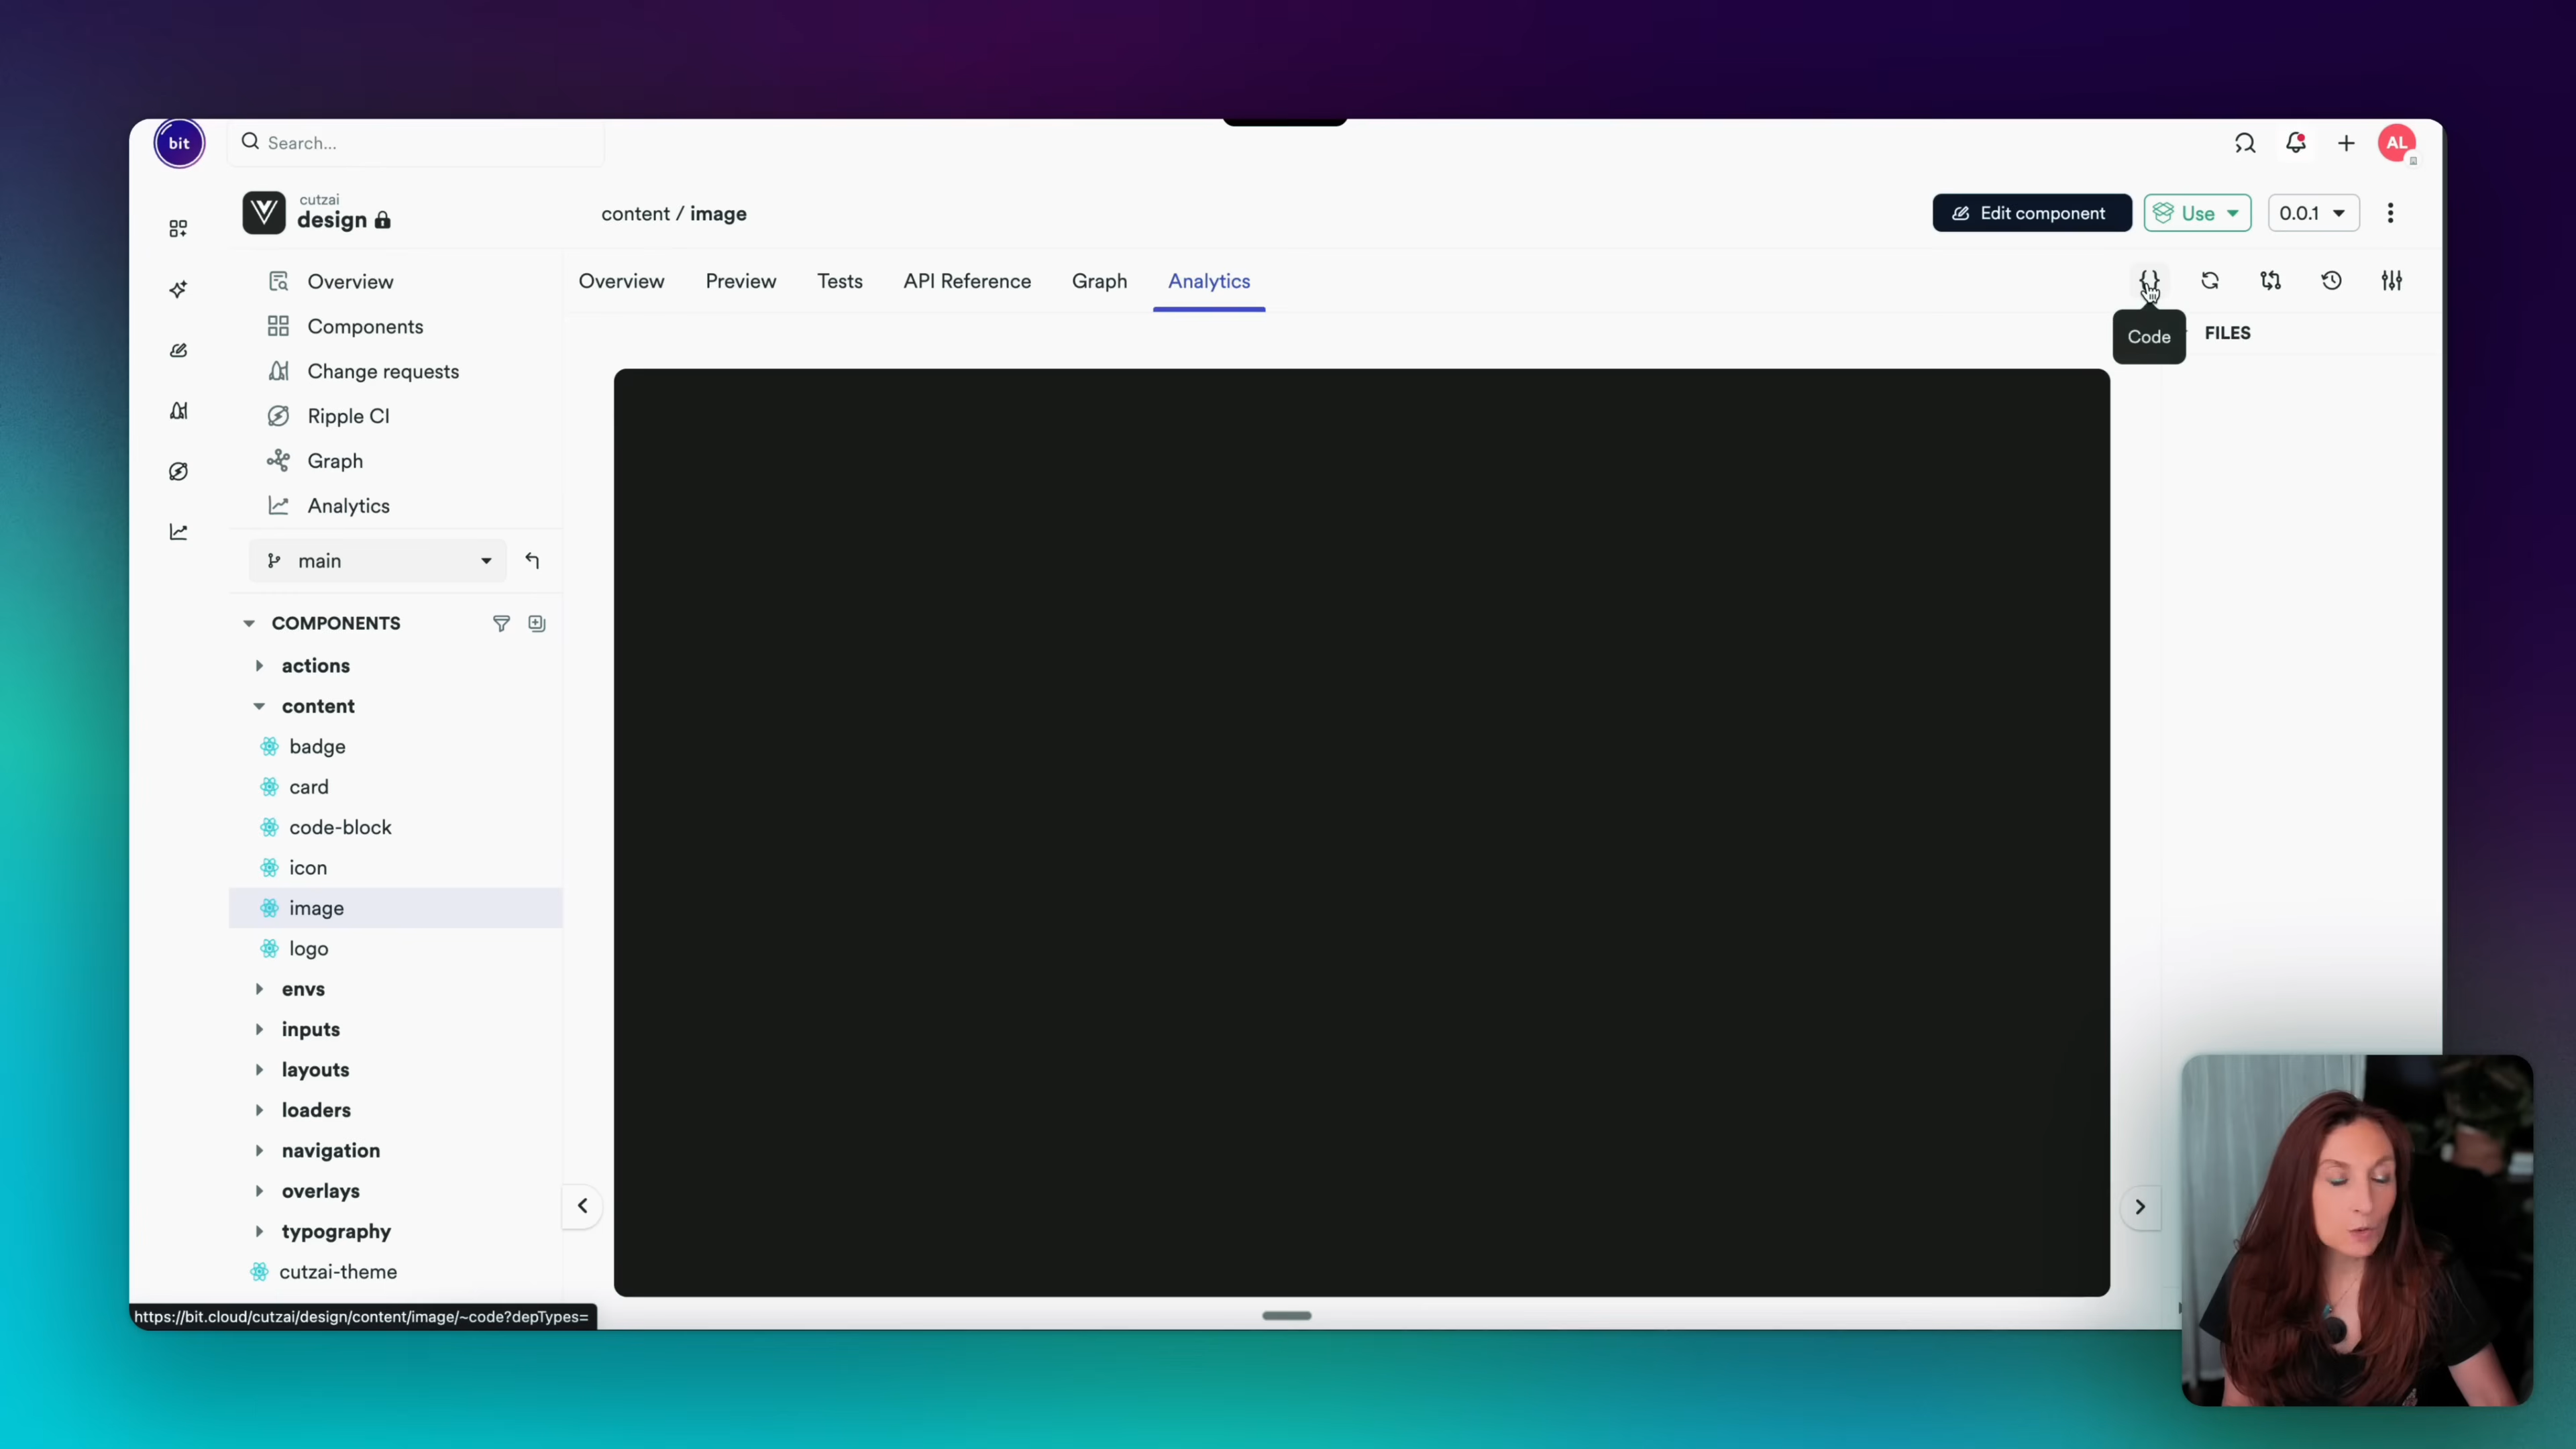 bit
Search...
AL
cutzai
design
content / image
Edit component
Use
0.0.1
Overview
Components
Change requests
Ripple CI
Graph
Analytics
Overview
Preview
Tests
API Reference
Graph
Analytics
{}
Code
FILES
main
COMPONENTS
actions
content
badge
card
code-block
icon
image
logo
envs
inputs
layouts
loaders
navigation
overlays
typography
cutzai-theme
https://bit.cloud/cutzai/design/content/image/~code?depTypes=